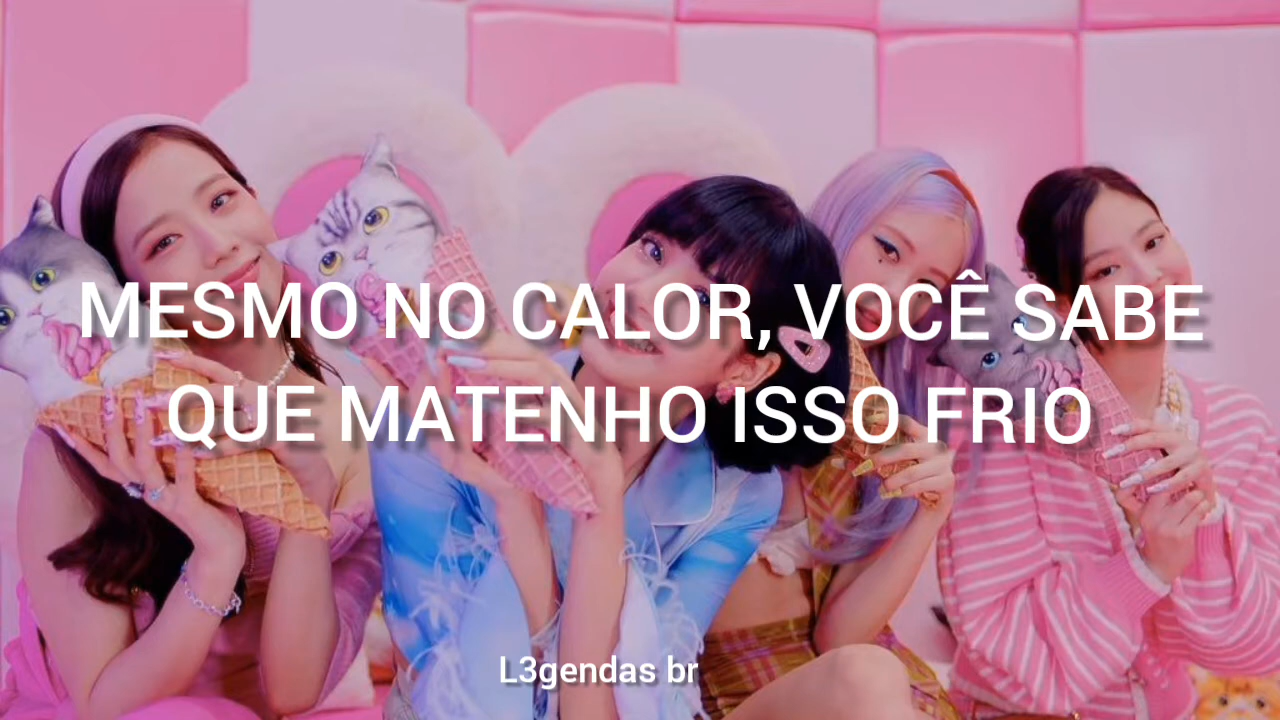 MESMO NO CALOR, VOCÊ SABE
QUE MATENHO ISSO FRIO
L3gendas br